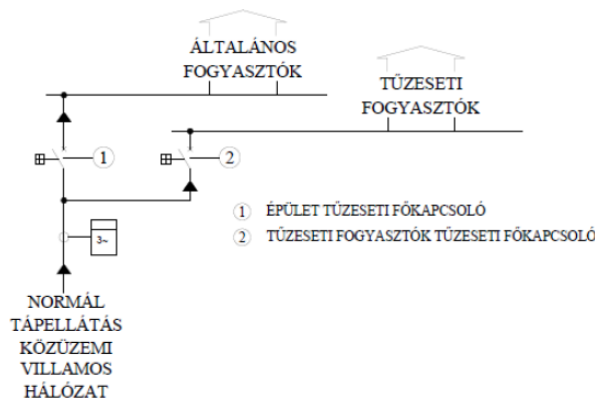 ÁLTALÁNOS
FOGYASZTÓK
TŰZESETI
FOGYASZTÓK
1
2
1 ÉPÜLET TŰZESETI FŐKAPCSOLÓ
2 TŰZESETI FOGYASZTÓK TŰZESETI FŐKAPCSOLÓ
3~
NORMÁL
TÁPELLÁTÁS
KÖZÜZEMI
VILLAMOS
HÁLÓZAT